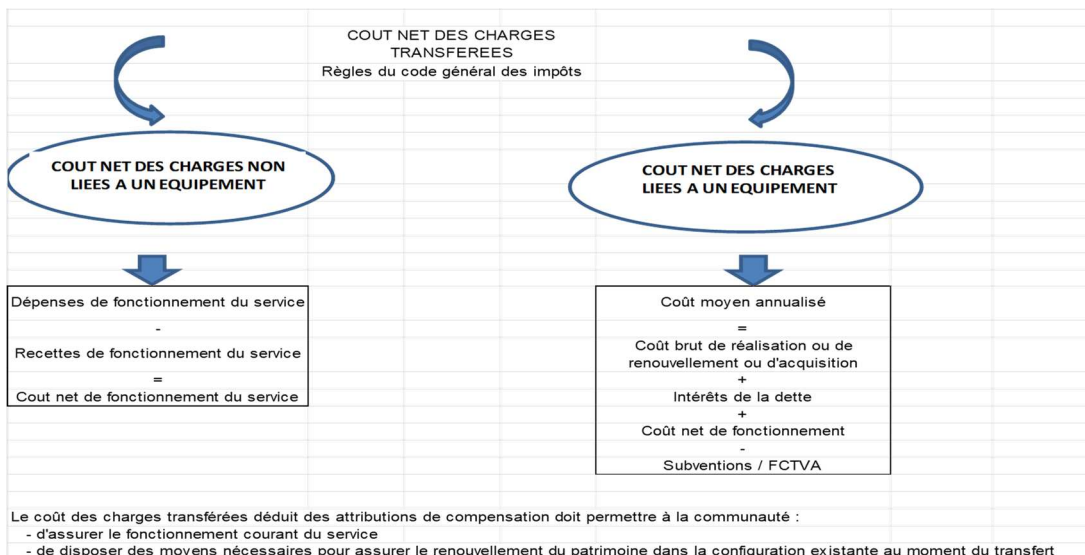 COUT NET DES CHARGES
TRANSFEREES
Règles du code général des impôts
COUT NET DES CHARGES NON
LIEES A UN EQUIPEMENT
COUT NET DES CHARGES
LIEES A UN EQUIPEMENT
Dépenses de fonctionnement du service
-
Recettes de fonctionnement du service
=
Cout net de fonctionnement du service
Coût moyen annualisé
=
Coût brut de réalisation ou de
renouvellement ou d'acquisition
+
Intérêts de la dette
+
Coût net de fonctionnement
-
Subventions / FCTVA
Le coût des charges transférées déduit des attributions de compensation doit permettre à la communauté :
- d'assurer le fonctionnement courant du service
- de disposer des moyens nécessaires pour assurer le renouvellement du patrimoine dans la configuration existante au moment du transfert